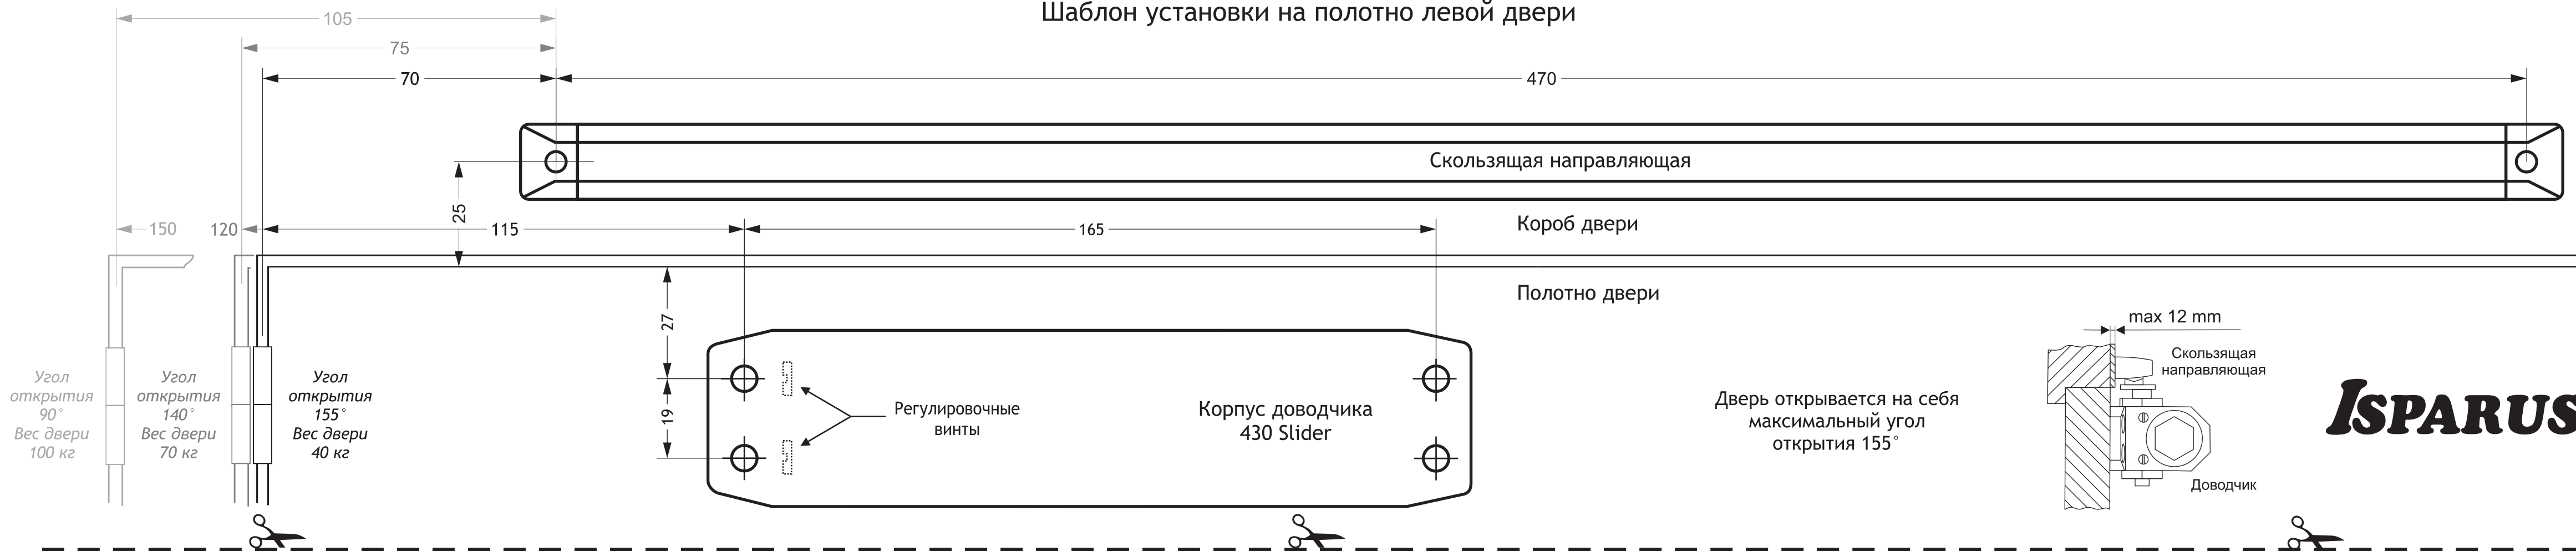 Шаблон установки на полотно левой двери
105
75
70
470
Скользящая направляющая
25
150
120
115
165
Короб двери
Полотно двери
27
19
Угол
открытия
90°
Вес двери
100 кг
Угол
открытия
140°
Вес двери
70 кг
Угол
открытия
155°
Вес двери
40 кг
Регулировочные
винты
Корпус доводчика
430 Slider
Дверь открывается на себя
максимальный угол
открытия 155°
max 12 mm
Скользящая
направляющая
Доводчик
ISPARUS